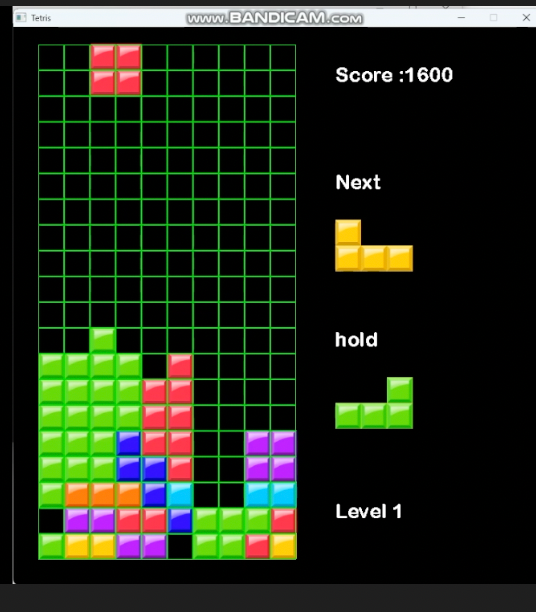 Tetris
www.BANDICAM.com
Score :1600
Next
hold
Level 1